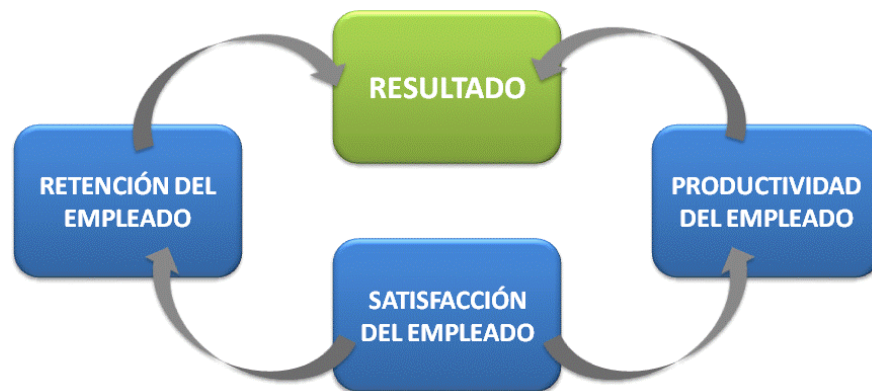 RESULTADO
RETENCIÓN DEL
EMPLEADO
PRODUCTIVIDAD
DEL EMPLEADO
SATISFACCIÓN
DEL EMPLEADO